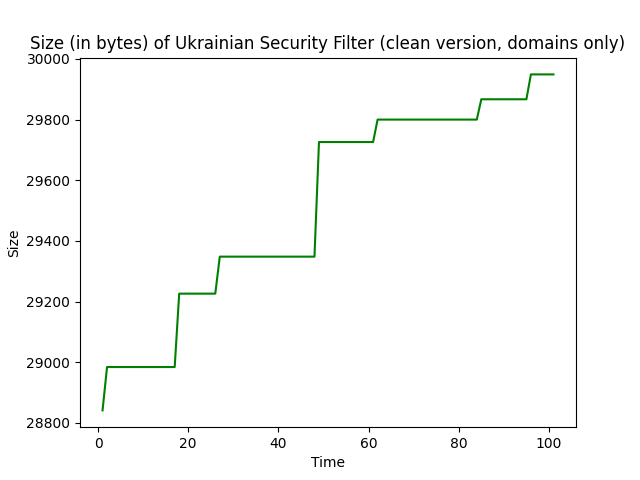 Size (in bytes) of Ukrainian Security Filter (clean version, domains only)
30000
29800
29600
29400
29200
29000
28800
Size
0 20 40 60 80 100
Time